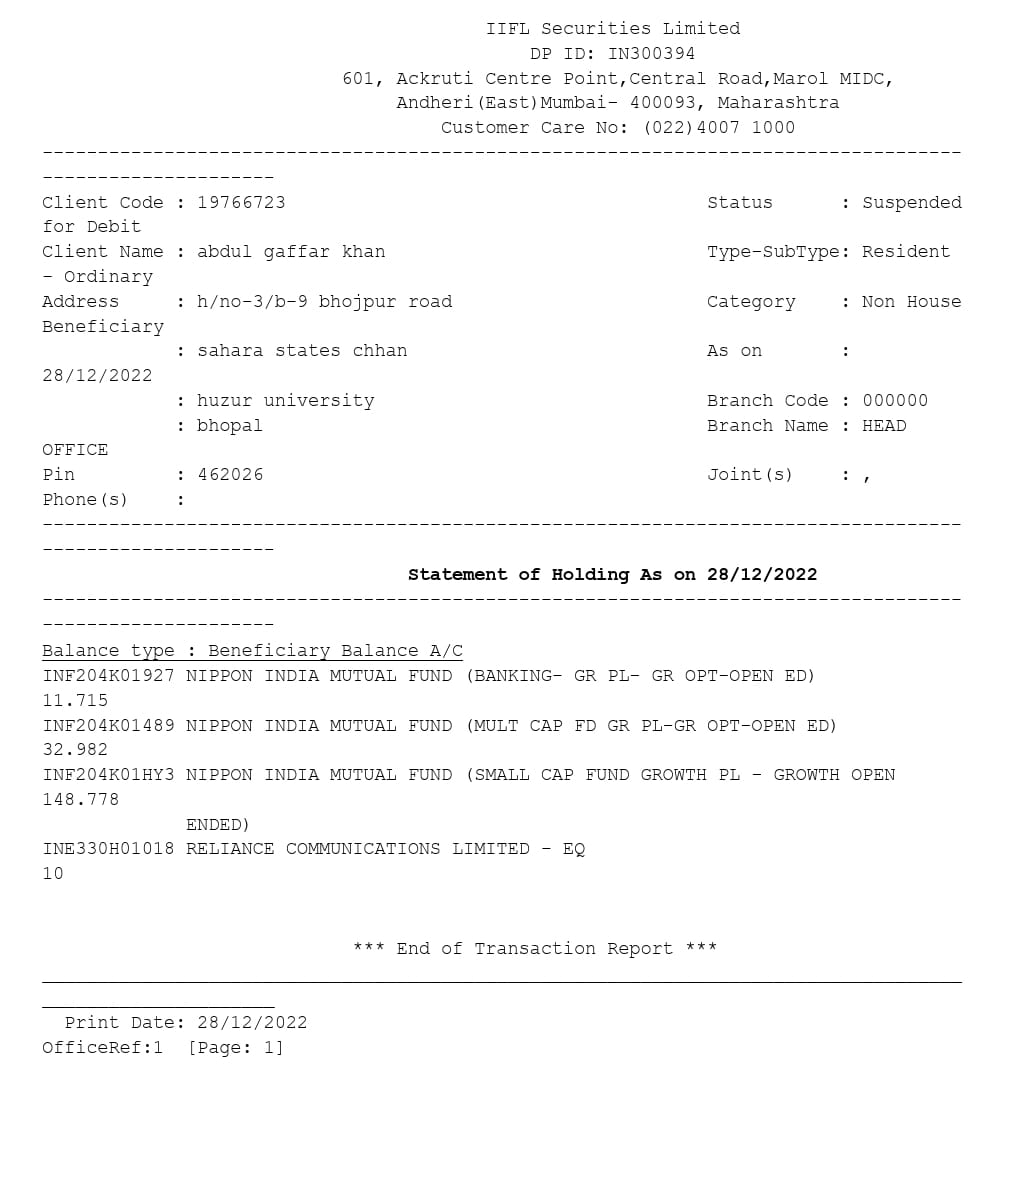 IIFL Securities Limited
DP ID: IN300394
601, Ackruti Centre Point,Central Road,Marol MIDC,
Andheri(East)Mumbai- 400093, Maharashtra
Customer Care No: (022)4007 1000
-----------------------------------------------------------------------------------
---------------------
Client Code : 19766723 Status : Suspended
for Debit
Client Name : abdul gaffar khan Type-SubType: Resident
- Ordinary
Address : h/no-3/b-9 bhojpur road Category : Non House
Beneficiary
: sahara states chhan As on :
28/12/2022
: huzur university Branch Code : 000000
: bhopal Branch Name : HEAD
OFFICE
Pin : 462026 Joint(s) : ,
Phone(s) :
-----------------------------------------------------------------------------------
---------------------
Statement of Holding As on 28/12/2022
-----------------------------------------------------------------------------------
---------------------
Balance type : Beneficiary Balance A/C
INF204K01927 NIPPON INDIA MUTUAL FUND (BANKING- GR PL- GR OPT-OPEN ED)
11.715
INF204K01489 NIPPON INDIA MUTUAL FUND (MULT CAP FD GR PL-GR OPT-OPEN ED)
32.982
INF204K01HY3 NIPPON INDIA MUTUAL FUND (SMALL CAP FUND GROWTH PL - GROWTH OPEN
148.778
ENDED)
INE330H01018 RELIANCE COMMUNICATIONS LIMITED - EQ
10
*** End of Transaction Report ***
___________________________________________________________________________________
_____________________
Print Date: 28/12/2022
OfficeRef:1 [Page: 1]